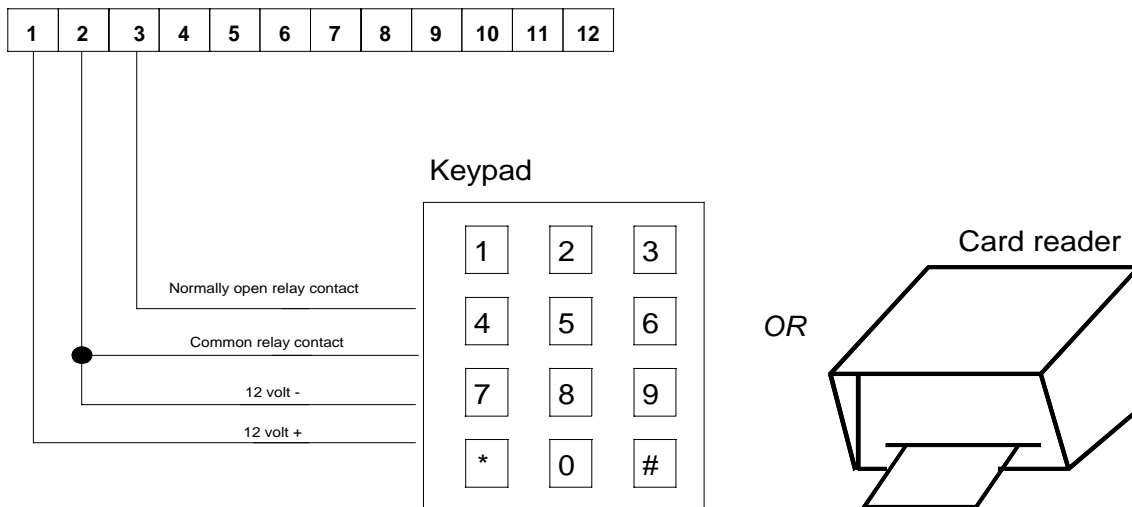 1 2 3 4 5 6 7 8 9 10 11 12
Keypad
1 2 3
Card reader
Normally open relay contact
4 5 6
OR
Common relay contact
7 8 9
12 volt -
12 volt +
* 0 #